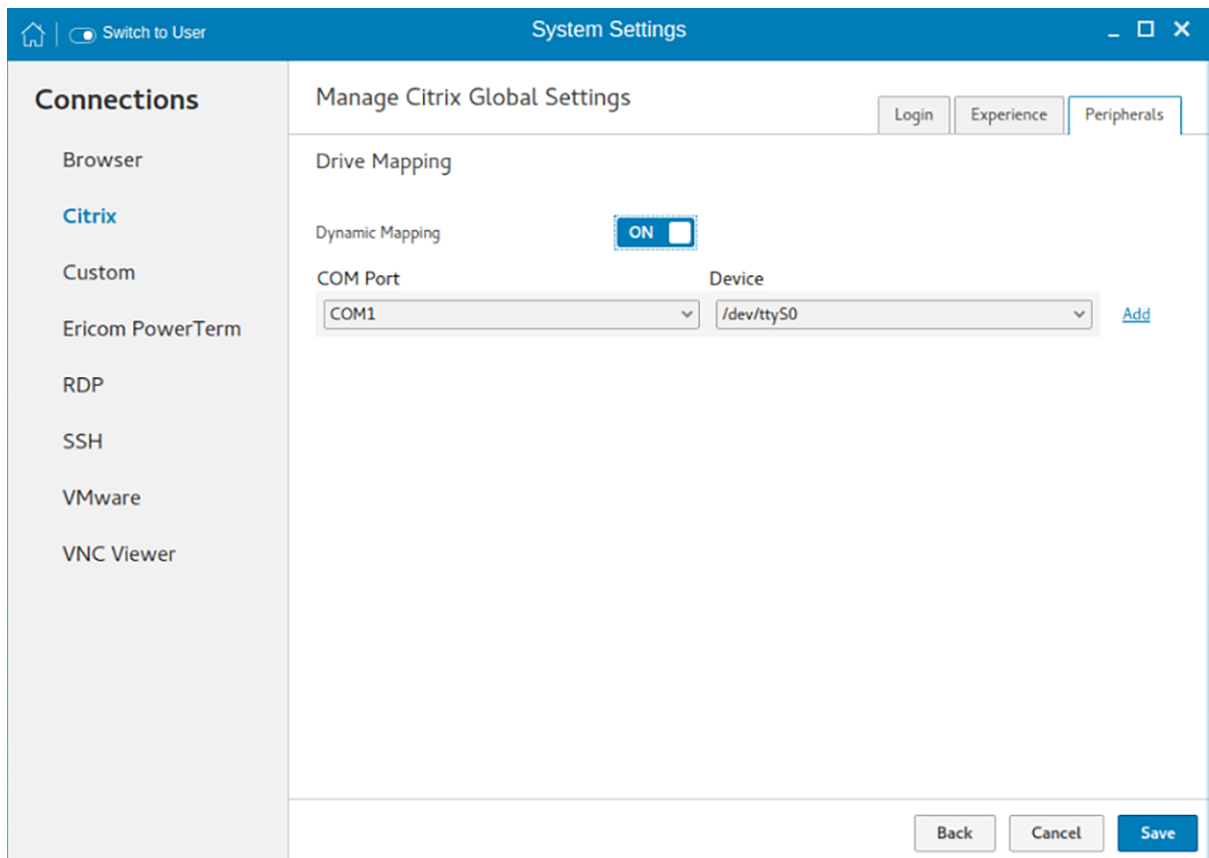 Switch to User
System Settings
Connections
Browser
Citrix
Custom
Ericom PowerTerm
RDP
SSH
VMware
VNC Viewer
Manage Citrix Global Settings
Login
Experience
Peripherals
Drive Mapping
Dynamic Mapping
ON
COM Port
Device
COM1
/dev/ttyS0
Add
Back
Cancel
Save